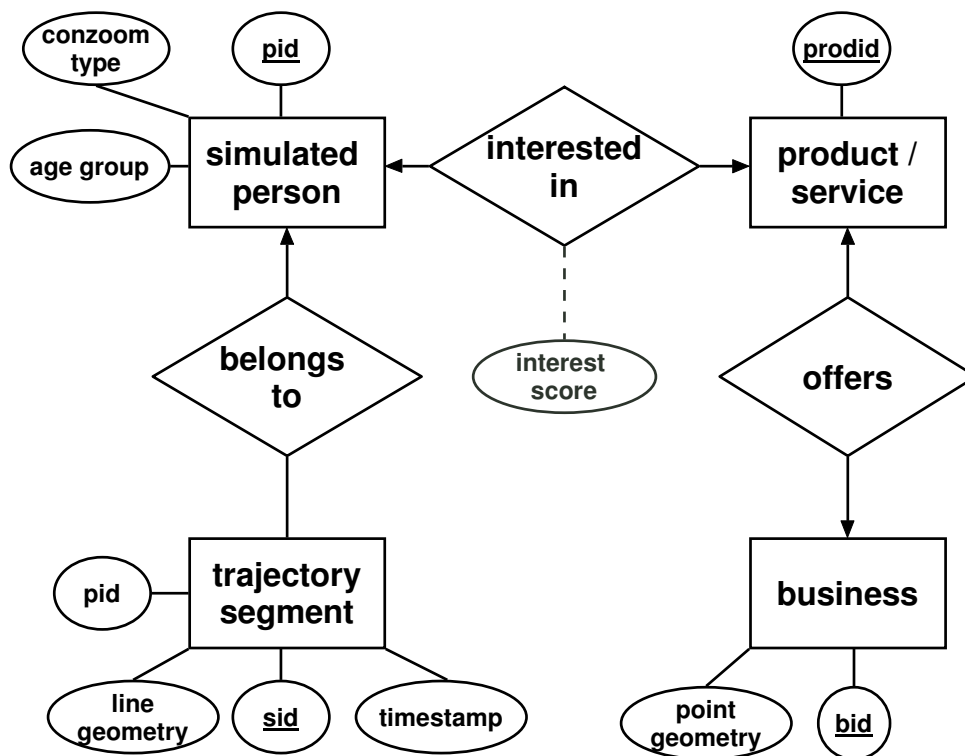 conzoom
type
pid
prodid
age group
simulated
person
interested
in
product /
service
interest
score
belongs
to
offers
pid
trajectory
segment
business
line
geometry
sid
timestamp
point
geometry
bid